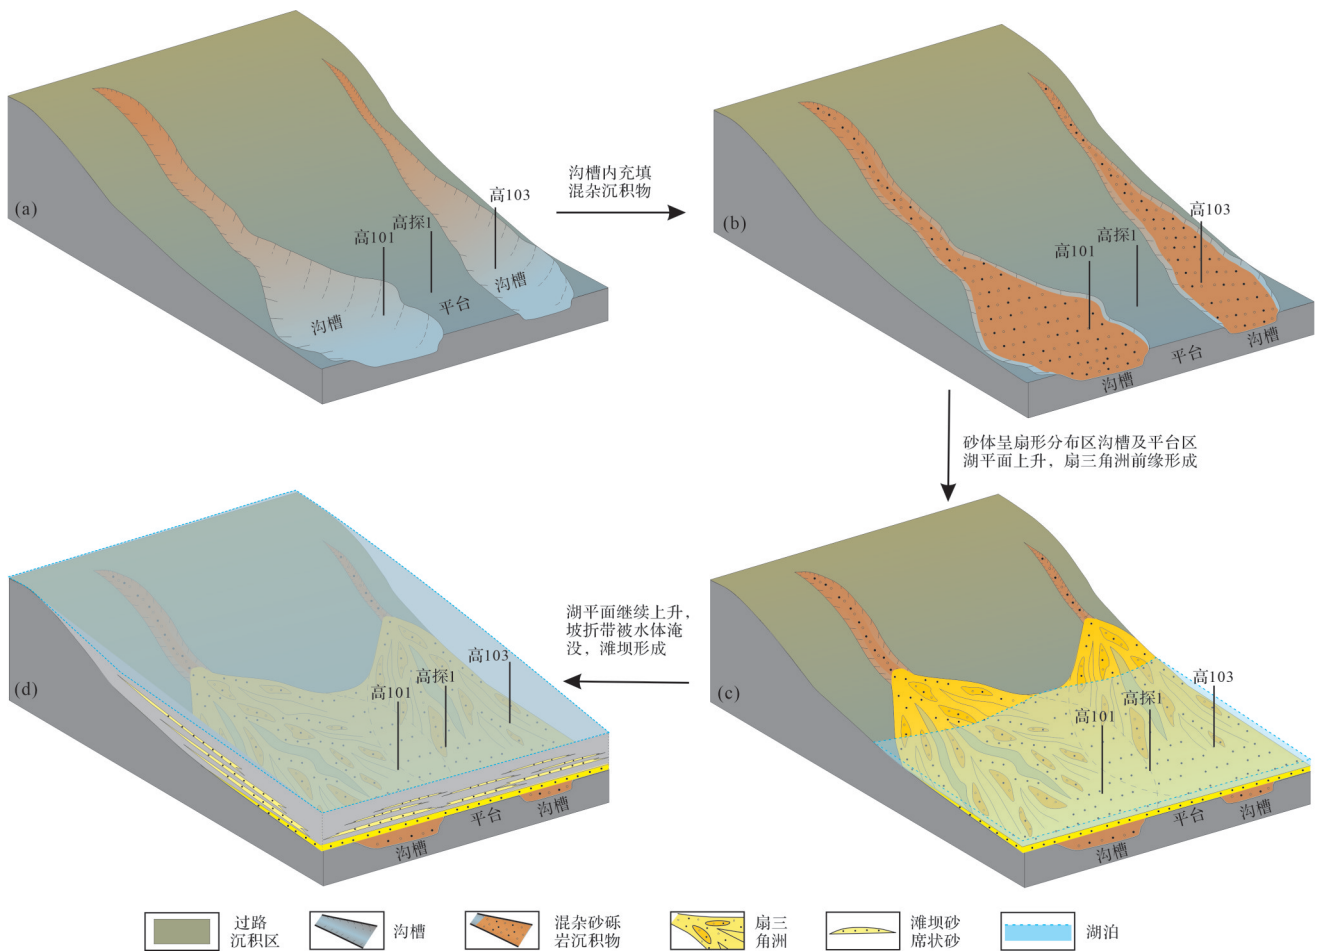 (a)
高101
高探1
高103
沟槽
平台
沟槽
沟槽内充填
混杂沉积物
(b)
高101
高探1
高103
沟槽
平台
沟槽
砂体呈扇形分布区沟槽及平台区
湖平面上升，扇三角洲前缘形成
(c)
高101
高探1
高103
沟槽
平台
沟槽
湖平面继续上升，
坡折带被水体淹
没，滩坝形成
(d)
高101
高探1
高103
沟槽
平台
沟槽
过路
沉积区
沟槽
混杂砂砾
岩沉积物
扇三
角洲
滩坝砂
席状砂
湖泊